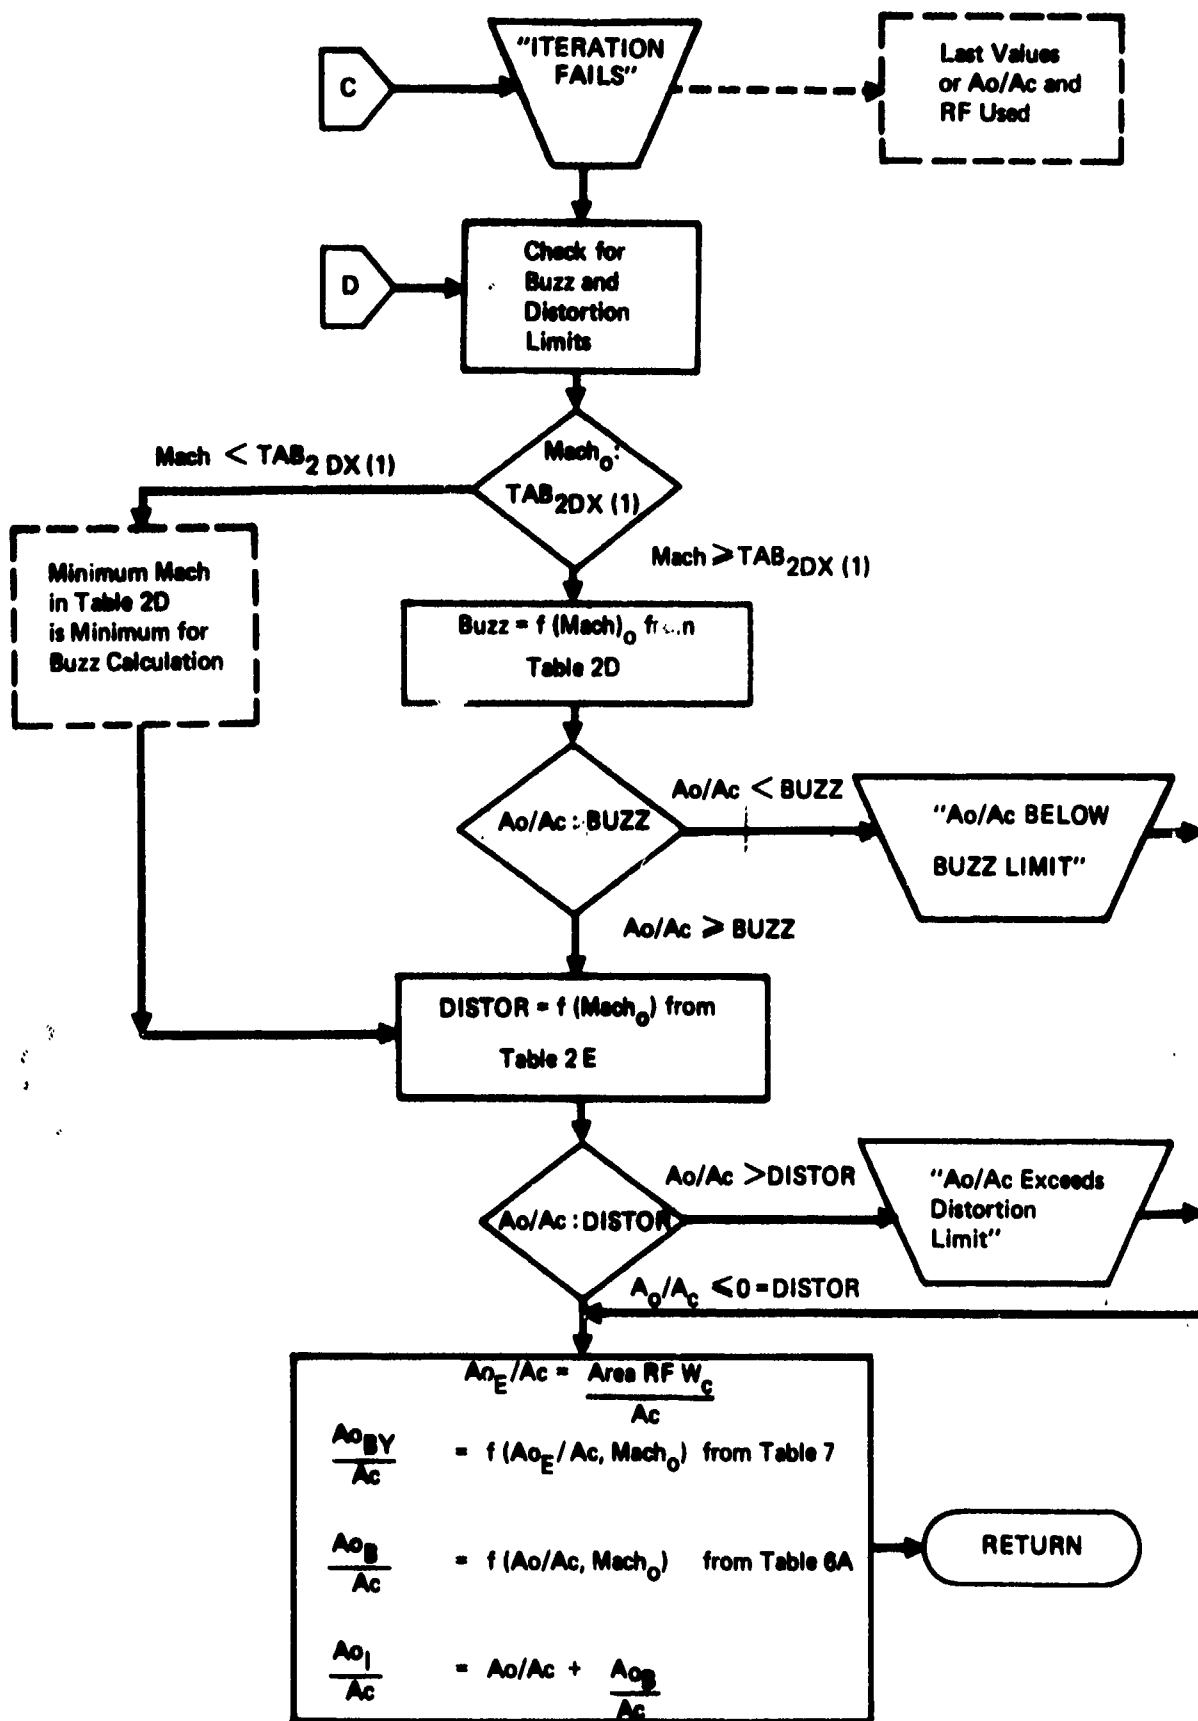 "ITERATION
FAILS"
C
Last Values
or Ao/Ac and
RF Used
Check for
Buzz and
Distortion
Limits
D
Mach < TAB2 DX (1)
Macho:
TAB2DX (1)
Mach ⩾ TAB2DX (1)
Minimum Mach
in Table 2D
is Minimum for
Buzz Calculation
Buzz = f (Mach)o
Table 2D
Ao/Ac : BUZZ
Ao/Ac < BUZZ
"Ao/Ac BELOW
BUZZ LIMIT"
Ao/Ac ⩾ BUZZ
DISTOR = f (Macho) from
Table 2 E
Ao/Ac : DISTOR
Ao/Ac > DISTOR
"Ao/Ac Exceeds
Distortion
Limit"
Ao/Ac ⩽ 0 = DISTOR
AoE/Ac = Area RF Wc
Ac
AoBY
Ac
= f (AoE/Ac, Macho) from Table 7
AoB
Ac
= f (Ao/Ac, Macho) from Table 6A
AoI
Ac
= Ao/Ac + AoB
Ac
RETURN